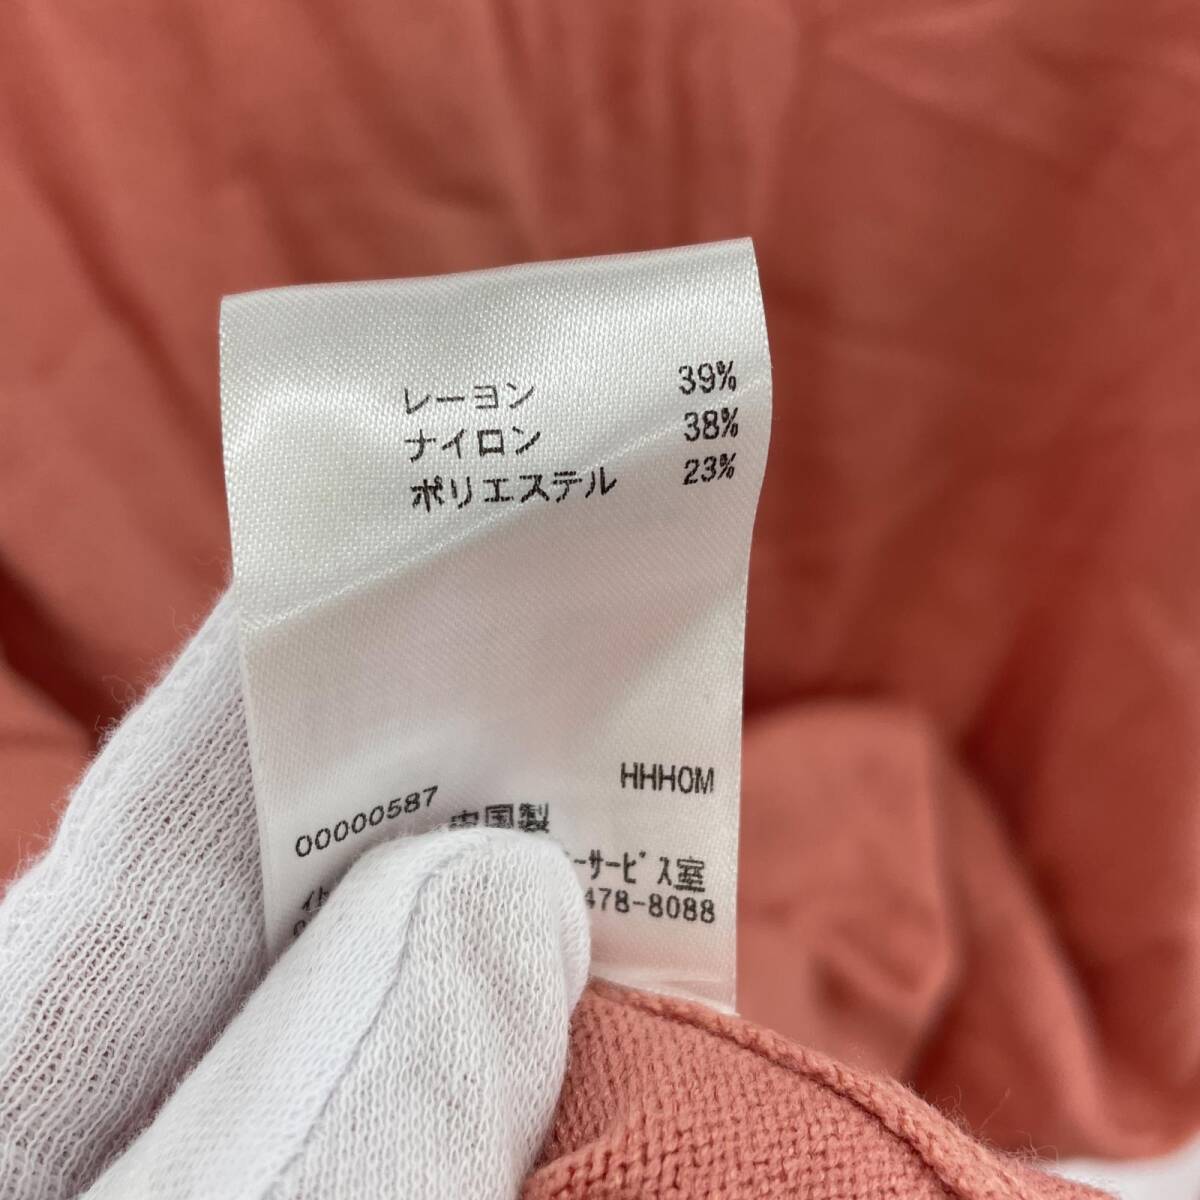 レーヨン 39%
ナイロン 38%
ポリエステル 23%
HHHOM
00000587 中国製
ーサービス室
478-8088